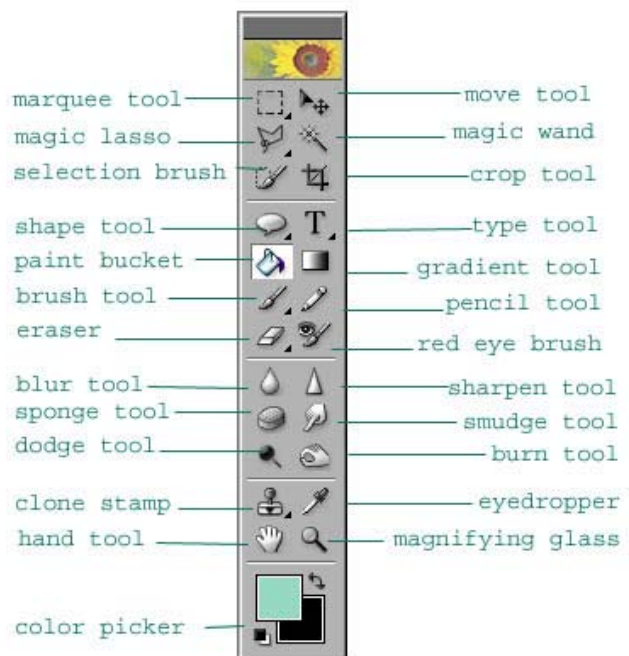 marquee tool
move tool
magic lasso
magic wand
selection brush
crop tool
shape tool
T
type tool
paint bucket
gradient tool
brush tool
pencil tool
eraser
red eye brush
blur tool
sharpen tool
sponge tool
smudge tool
dodge tool
burn tool
clone stamp
eyedropper
hand tool
magnifying glass
color picker